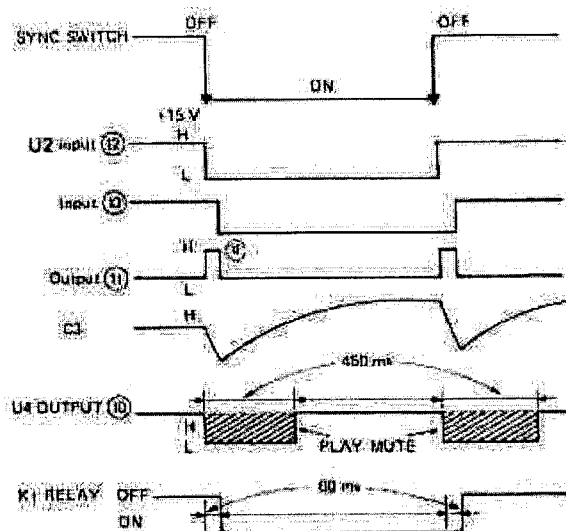 OFF OFF
SYNC SWITCH
ON
+15 V
H
U2 Input ⑫
L
Input ⑩
H
Output ⑪
L
H
C3
450 ms
U4 OUTPUT ⑩
H
L PLAY MUTE
K1 RELAY OFF
ON